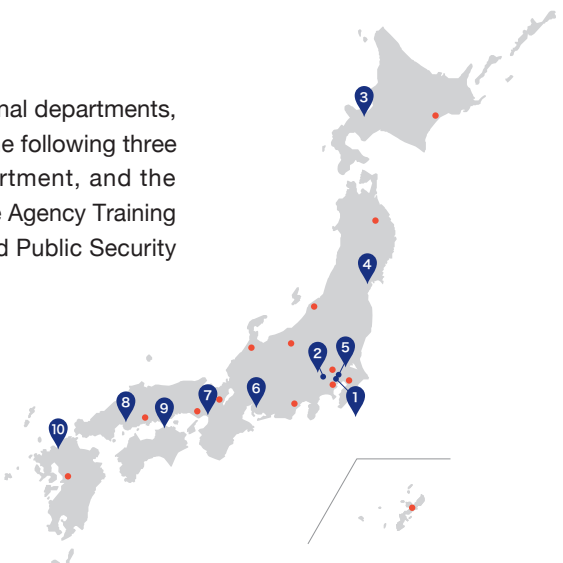 nal departments,
e following three
rtment, and the
Agency Training
d Public Security
3
4
2
5
8
9
7
6
1
10